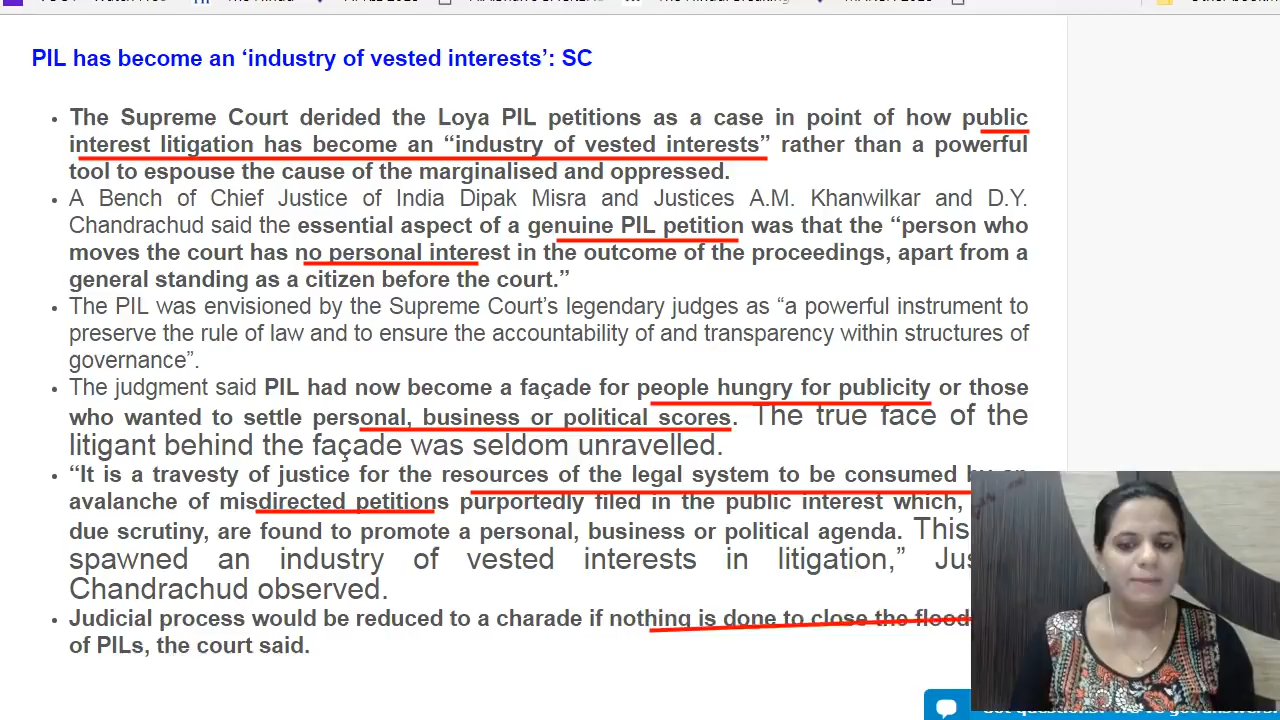 PIL has become an ‘industry of vested interests’: SC
The Supreme Court derided the Loya PIL petitions as a case in point of how public
interest litigation has become an “industry of vested interests” rather than a powerful
tool to espouse the cause of the marginalised and oppressed.
A Bench of Chief Justice of India Dipak Misra and Justices A.M. Khanwilkar and D.Y.
Chandrachud said the essential aspect of a genuine PIL petition was that the “person who
moves the court has no personal interest in the outcome of the proceedings, apart from a
general standing as a citizen before the court.”
The PIL was envisioned by the Supreme Court’s legendary judges as “a powerful instrument to
preserve the rule of law and to ensure the accountability of and transparency within structures of
governance”.
The judgment said PIL had now become a façade for people hungry for publicity or those
who wanted to settle personal, business or political scores. The true face of the
litigant behind the façade was seldom unravelled.
“It is a travesty of justice for the resources of the legal system to be consumed
avalanche of misdirected petitions purportedly filed in the public interest which,
due scrutiny, are found to promote a personal, business or political agenda. This
spawned an industry of vested interests in litigation,”
Chandrachud observed.
Judicial process would be reduced to a charade if nothing is done to close the
of PILs, the court said.